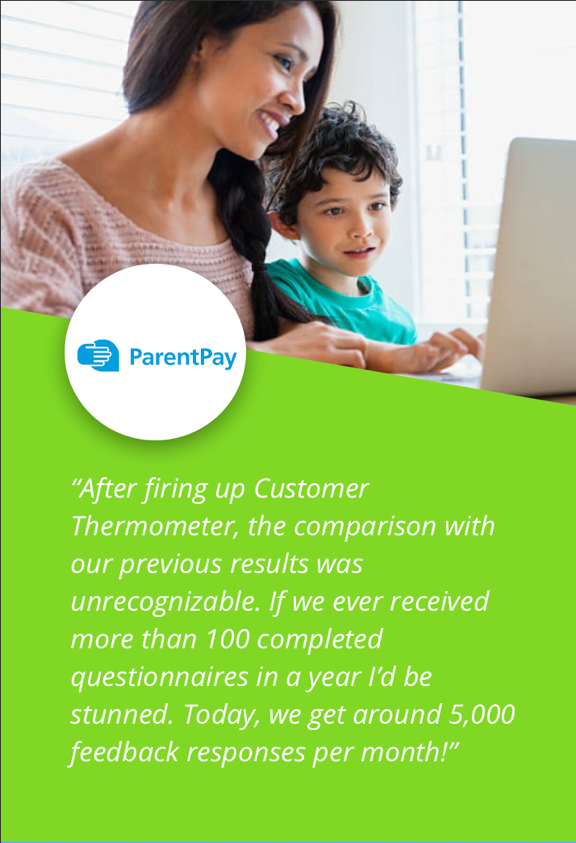 ParentPay
“After firing up Customer
Thermometer, the comparison with
our previous results was
unrecognizable. If we ever received
more than 100 completed
questionnaires in a year I’d be
stunned. Today, we get around 5,000
feedback responses per month!”